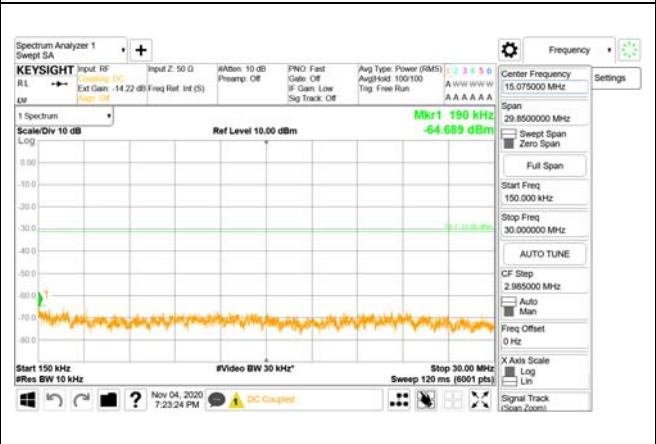 Spectrum Analyzer 1
Swept SA
Frequency
KEYSIGHT
Input: RF
Input Z: 50 Ω
#Atten: 10 dB
PNO: Fast
Avg Type: Power (RMS)
1 2 3 4 5 6
RL
Coupling: DC
Preamp: Off
Gate: Off
Avg|Hold: 100/100
A W W W W W
Ext Gain: -14.22 dB
Freq Ref: Int (S)
IF Gain: Low
Trig: Free Run
Align: Off
Sig Track: Off
A A A A A A
Settings
Center Frequency
15.075000 MHz
Span
29.8500000 MHz
Swept Span
Zero Span
Full Span
Start Freq
150.000 kHz
Stop Freq
30.000000 MHz
AUTO TUNE
CF Step
2.985000 MHz
Auto
Man
Freq Offset
0 Hz
X Axis Scale
Log
Lin
Signal Track
(Span Zoom)
1 Spectrum
Mkr1 190 kHz
Scale/Div 10 dB
Ref Level 10.00 dBm
-64.689 dBm
Log
0.00
-10.0
-20.0
-30.0
-40.0
-50.0
-60.0
1
-70.0
-80.0
Start 150 kHz
#Video BW 30 kHz*
Stop 30.00 MHz
#Res BW 10 kHz
Sweep 120 ms (6001 pts)
?
Nov 04, 2020
7:23:24 PM
1
DC Coupled